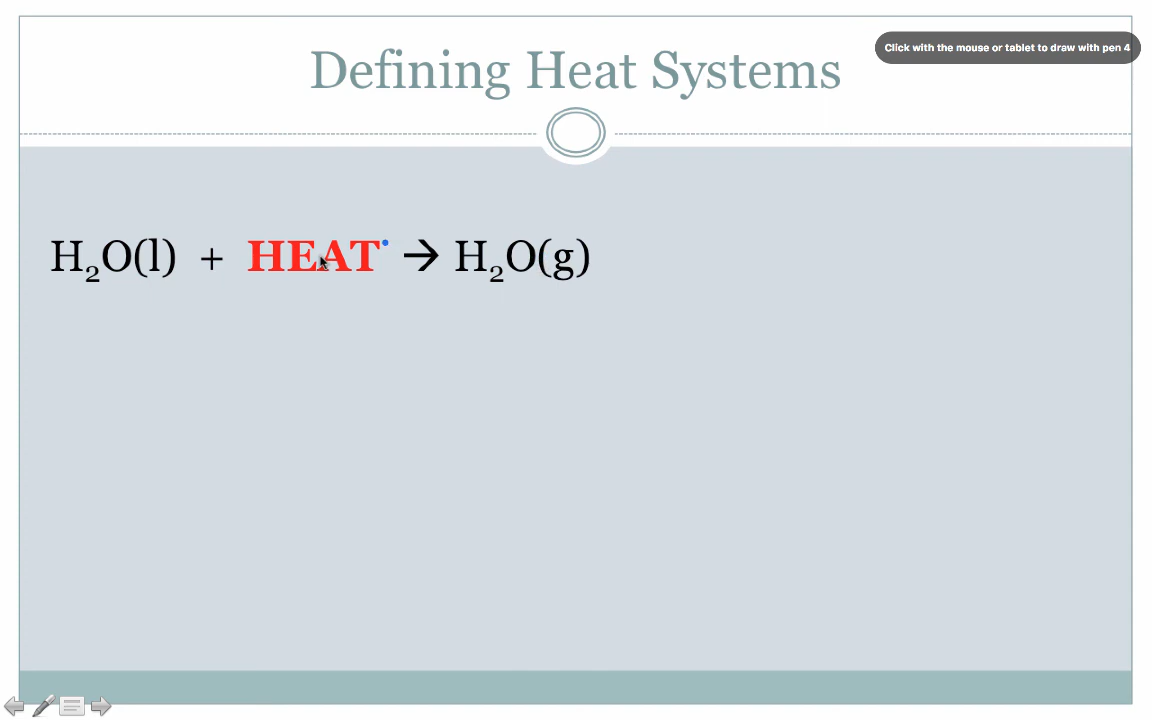 Click with the mouse or tablet to draw with pen 4
Defining Heat Systems
H₂O(l) + HEAT → H₂O(g)